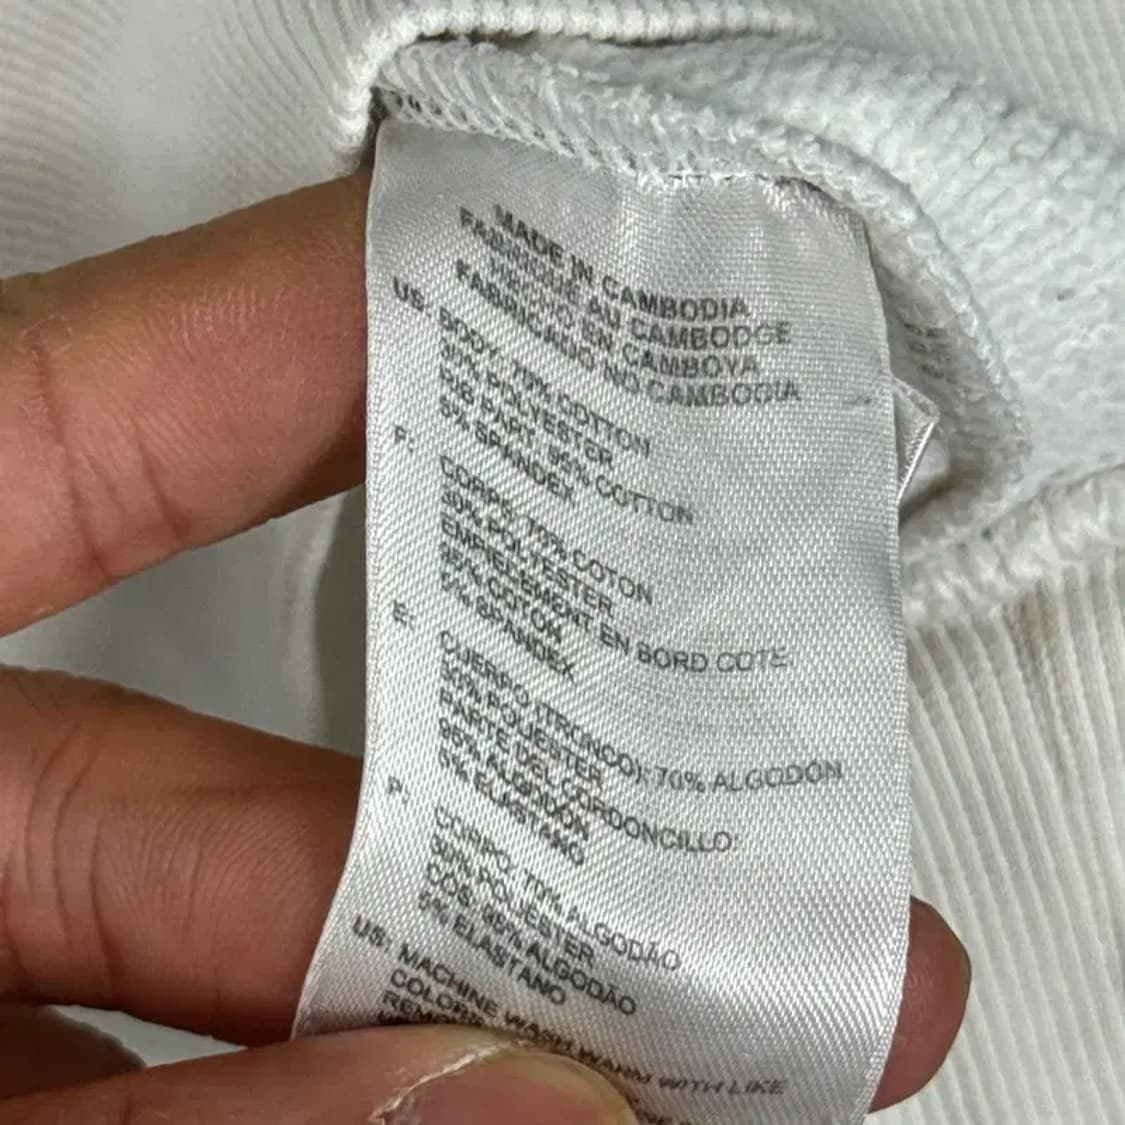 MADE IN CAMBODIA
FABRIQUE AU CAMBODGE
HECHO EN CAMBOYA
FABRICADO NO CAMBODIA
US: BODY: 70% COTTON
30% POLYESTER
RIB PART: 95% COTTON
5% SPANDEX
F: CORPS: 70% COTON
30% POLYESTER
EMPIECEMENT EN BORD COTE:
95% COTON
5% SPANDEX
E: CUERPO (TRONCO): 70% ALGODÓN
30% POLIÉSTER
PARTE DEL CORDONCILLO:
95% ALGODÓN
5% ELASTANO
P: CORPO: 70% ALGODÃO
30% POLYESTER
COS: 95% ALGODÃO
5% ELASTANO
US: MACHINE WASH WARM WITH LIKE
COLORS